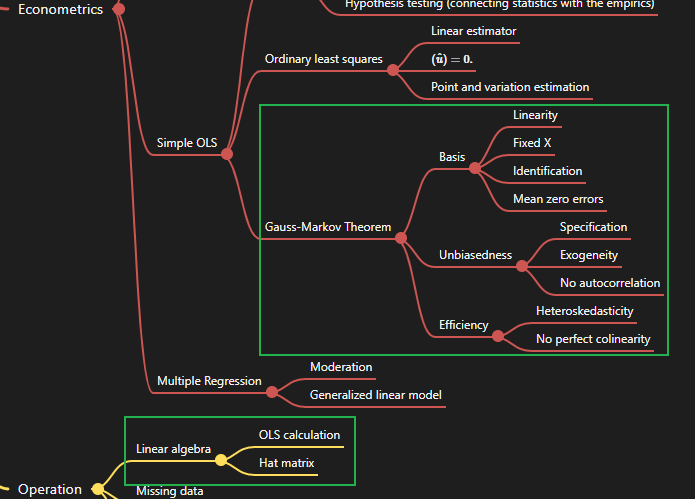 Hypothesis testing (connecting statistics with the empirics)
Econometrics
Linear estimator
Ordinary least squares
(û) = 0.
Point and variation estimation
Linearity
Simple OLS
Fixed X
Basis
Identification
Mean zero errors
Gauss-Markov Theorem
Specification
Unbiasedness
Exogeneity
No autocorrelation
Heteroskedasticity
Efficiency
No perfect colinearity
Moderation
Multiple Regression
Generalized linear model
OLS calculation
Linear algebra
Hat matrix
Operation
Missing data